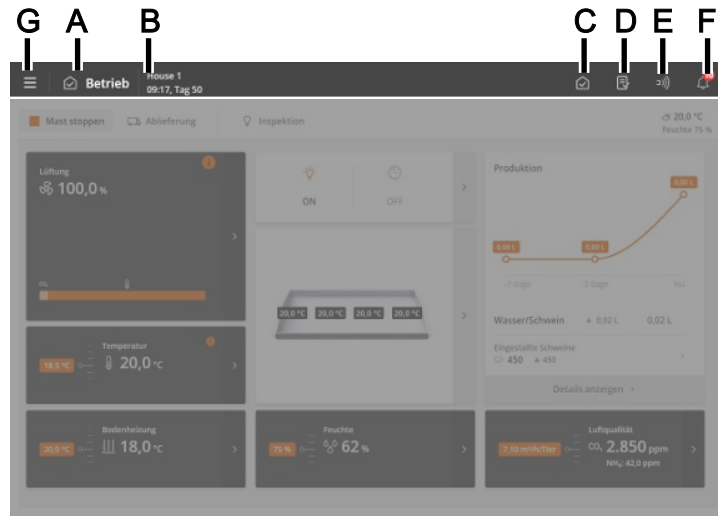 G A B C D E F
Betrieb
House 1
09:17, Tag 50
Mast stoppen Ablieferung Inspektion
20,0 °C
Feuchte 75 %
Lüftung
100,0 %
ON OFF
20,0 °C 20,0 °C 20,0 °C 20,0 °C
Produktion
0,02 L
0,00 L 0,00 L
-7 dage -3 dage
Wasser/Schwein 0,02 L 0,02 L
Eingestallte Schweine
450 450
Details anzeigen
Temperatur
18,5 °C 20,0 °C
Bodenheizung
20,0 °C 18,0 °C
Feuchte
75 % 62 %
Luftqualität
7,10 m³/h/Tier CO₂ 2.850 ppm
NH₃: 42,0 ppm